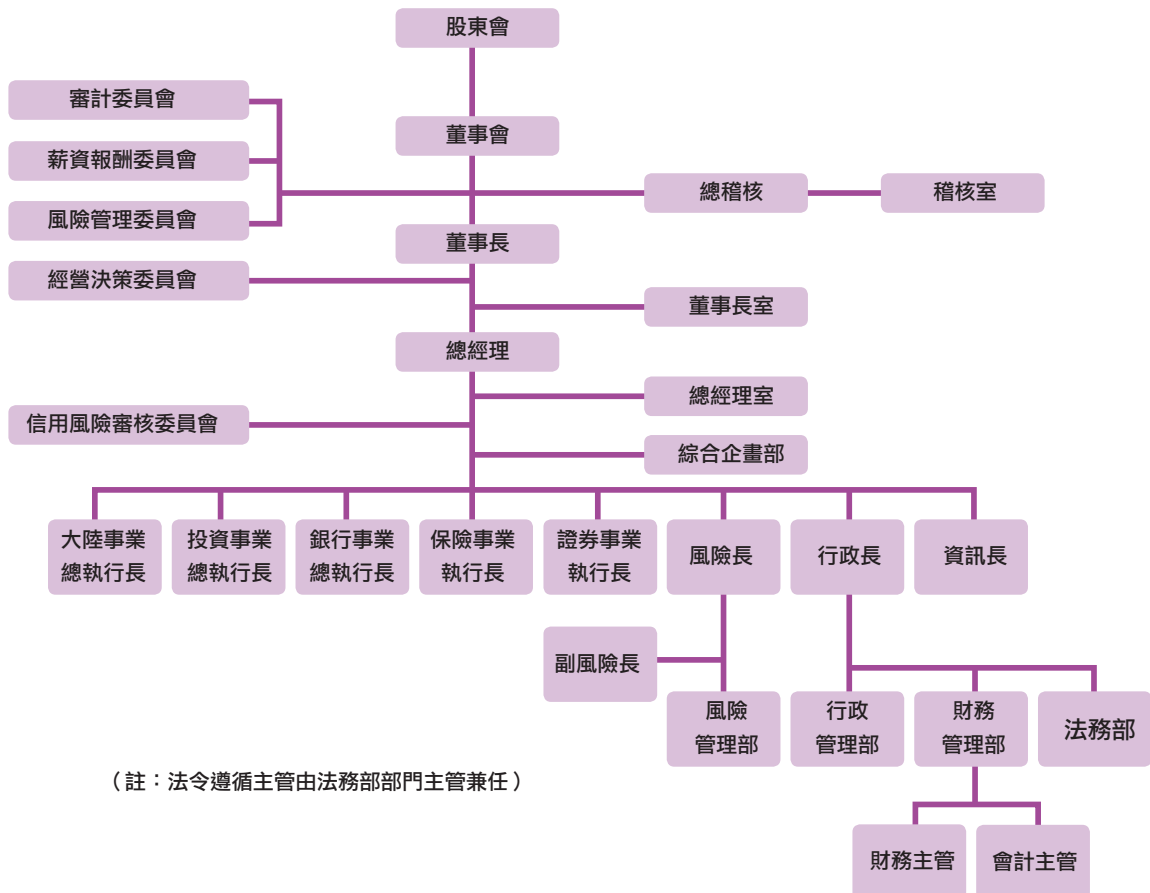 股東會
審計委員會
董事會
薪資報酬委員會
總稽核
稽核室
風險管理委員會
董事長
經營決策委員會
董事長室
總經理
總經理室
信用風險審核委員會
綜合企畫部
大陸事業
總執行長
投資事業
總執行長
銀行事業
總執行長
保險事業
執行長
證券事業
執行長
風險長
行政長
資訊長
副風險長
風險
管理部
行政
管理部
財務
管理部
法務部
（註：法令遵循主管由法務部部門主管兼任）
財務主管
會計主管